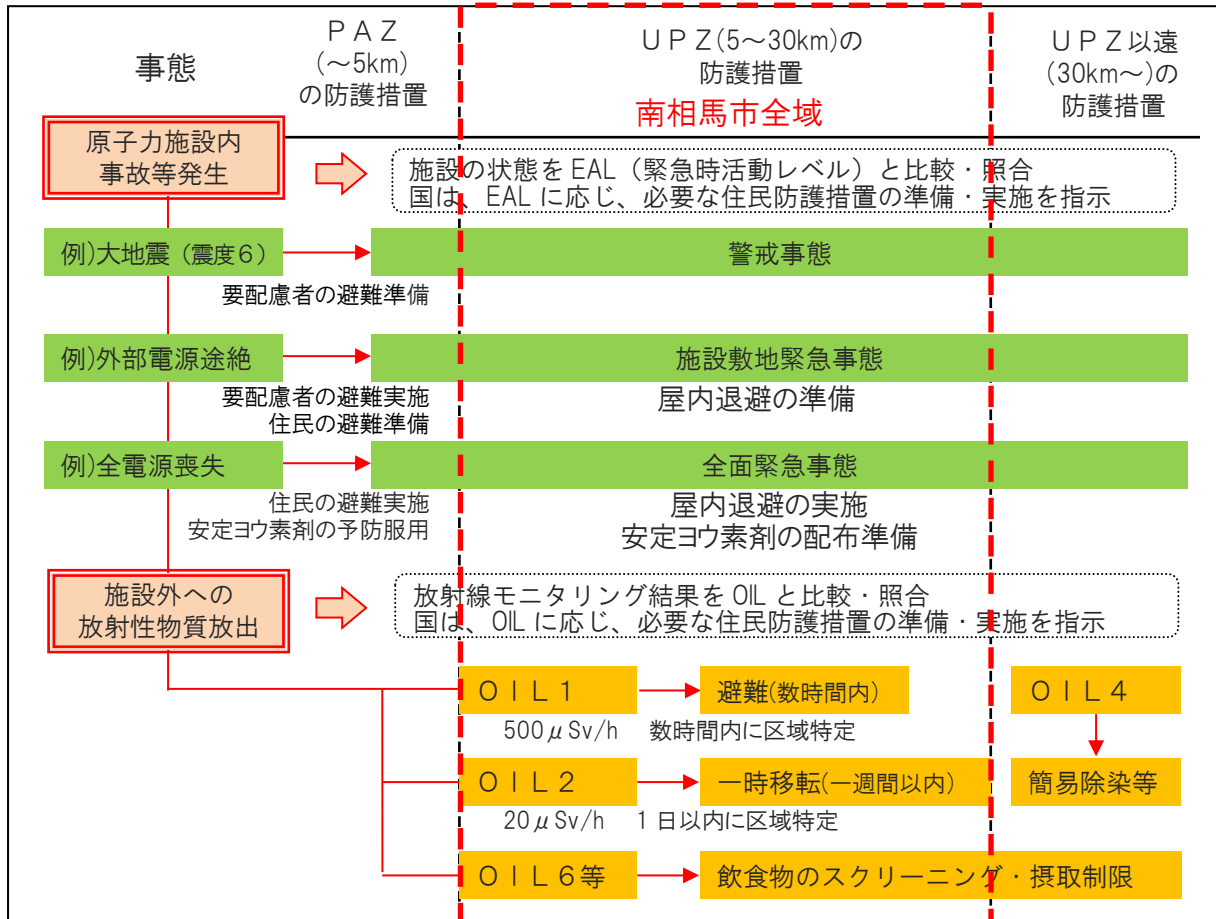 事態
ＰＡＺ
(～5km)
の防護措置
ＵＰＺ(5～30km)の
防護措置
南相馬市全域
ＵＰＺ以遠
(30km～)の
防護措置
原子力施設内
事故等発生
施設の状態を EAL（緊急時活動レベル）と比較・照合
国は、EAL に応じ、必要な住民防護措置の準備・実施を指示
例)大地震（震度６）
警戒事態
要配慮者の避難準備
例)外部電源途絶
施設敷地緊急事態
要配慮者の避難実施
住民の避難準備
屋内退避の準備
例)全電源喪失
全面緊急事態
住民の避難実施
安定ヨウ素剤の予防服用
屋内退避の実施
安定ヨウ素剤の配布準備
施設外への
放射性物質放出
放射線モニタリング結果を OIL と比較・照合
国は、OIL に応じ、必要な住民防護措置の準備・実施を指示
ＯＩＬ１
避難(数時間内)
ＯＩＬ４
500μSv/h　数時間内に区域特定
ＯＩＬ２
一時移転(一週間以内)
簡易除染等
20μSv/h　1 日以内に区域特定
ＯＩＬ６等
飲食物のスクリーニング・摂取制限